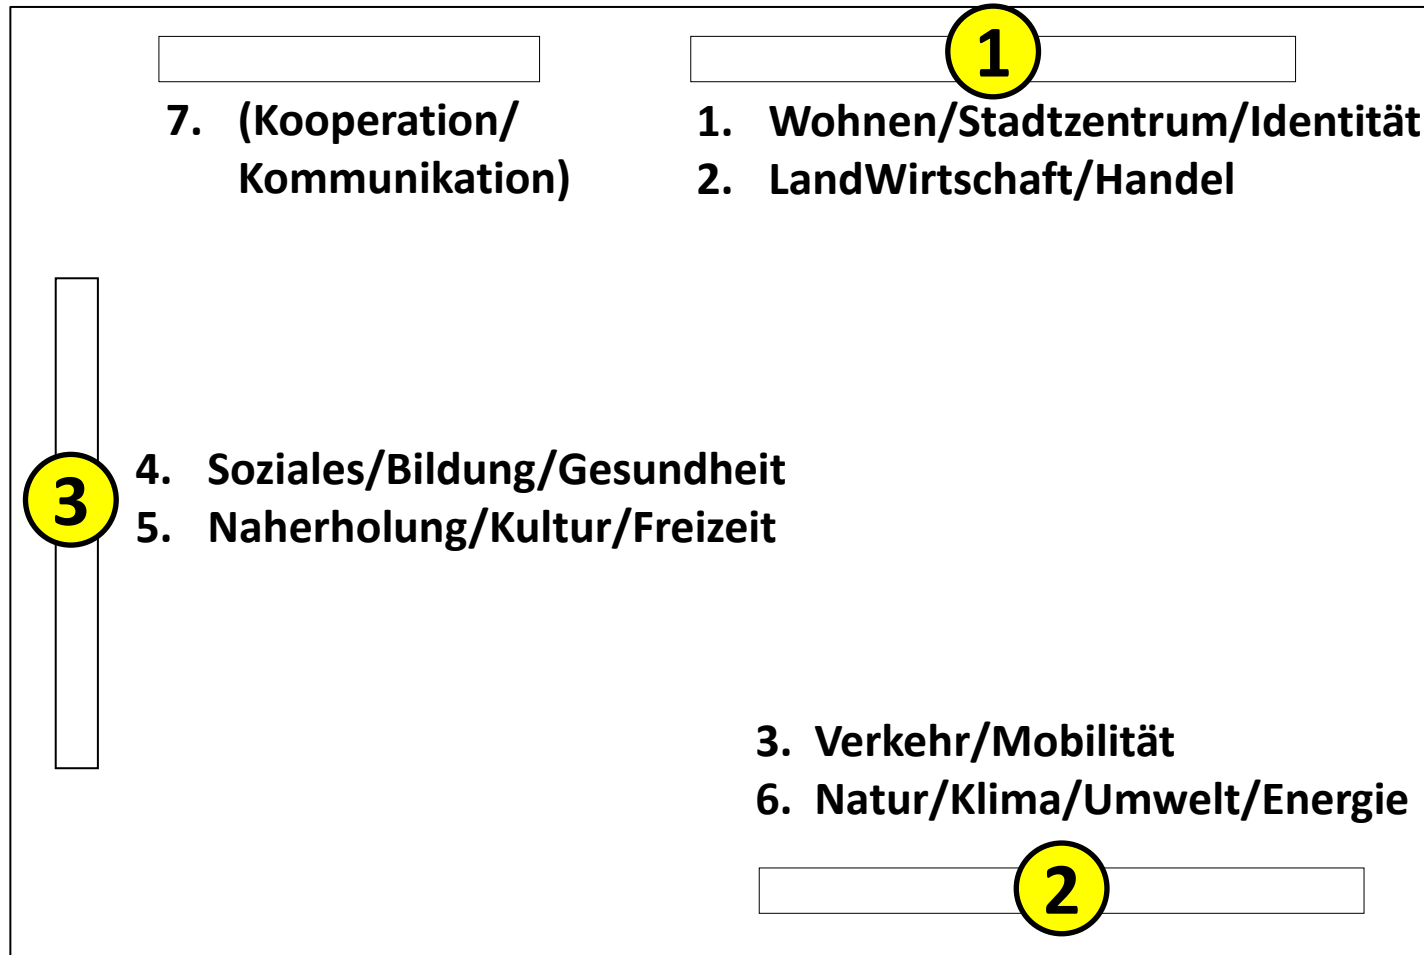 1
7. (Kooperation/
Kommunikation)
1. Wohnen/Stadtzentrum/Identität
2. LandWirtschaft/Handel
3
4. Soziales/Bildung/Gesundheit
5. Naherholung/Kultur/Freizeit
3. Verkehr/Mobilität
6. Natur/Klima/Umwelt/Energie
2